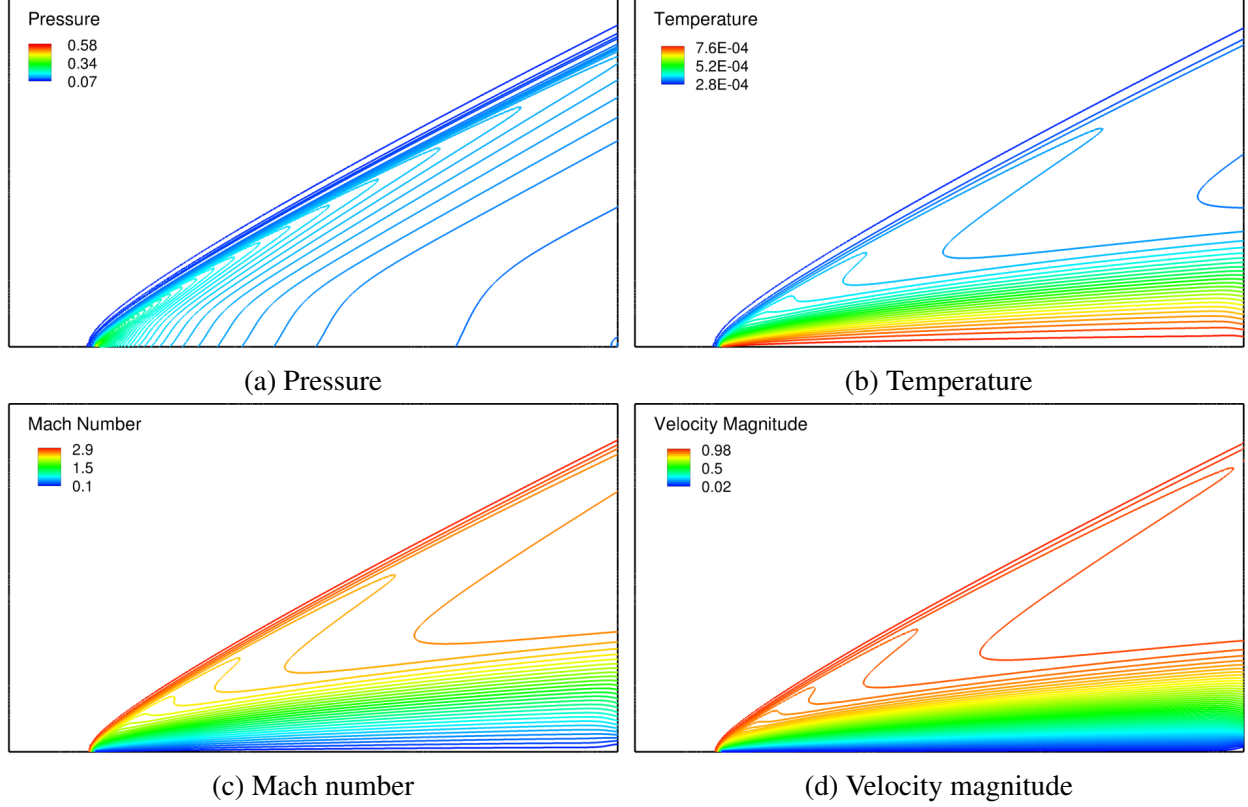 Pressure
0.58
0.34
0.07
Temperature
7.6E-04
5.2E-04
2.8E-04
(a) Pressure
(b) Temperature
Mach Number
2.9
1.5
0.1
Velocity Magnitude
0.98
0.5
0.02
(c) Mach number
(d) Velocity magnitude